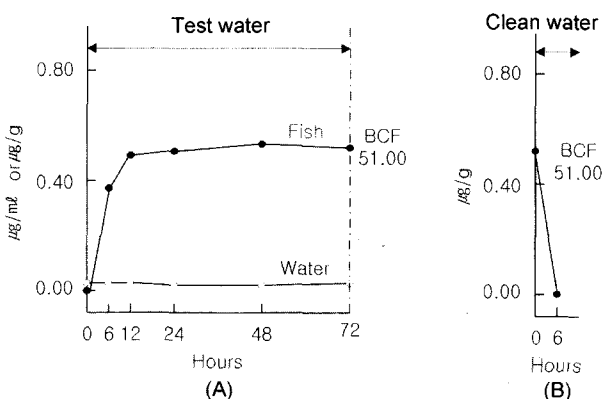 Test water
0.80
0.40
0.00
μg/mℓ or μg/g
Fish
BCF
51.00
Water
0 6 12 24 48 72
Hours
(A)
Clean water
(B)
0.80
0.40
0.00
μg/g
BCF
51.00
0 6
Hours
(B)